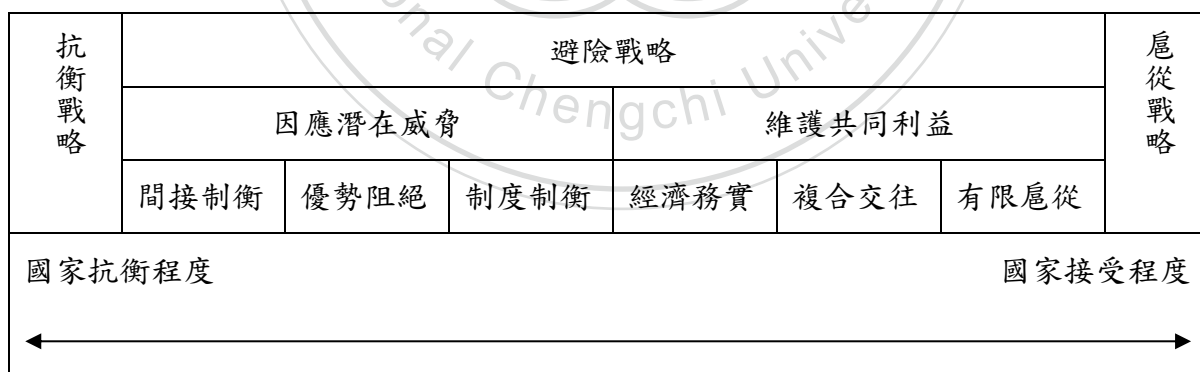 抗衡戰略
避險戰略
扈從戰略
因應潛在威脅
維護共同利益
間接制衡
優勢阻絕
制度制衡
經濟務實
複合交往
有限扈從
國家抗衡程度
國家接受程度
onal Chengchi Unive